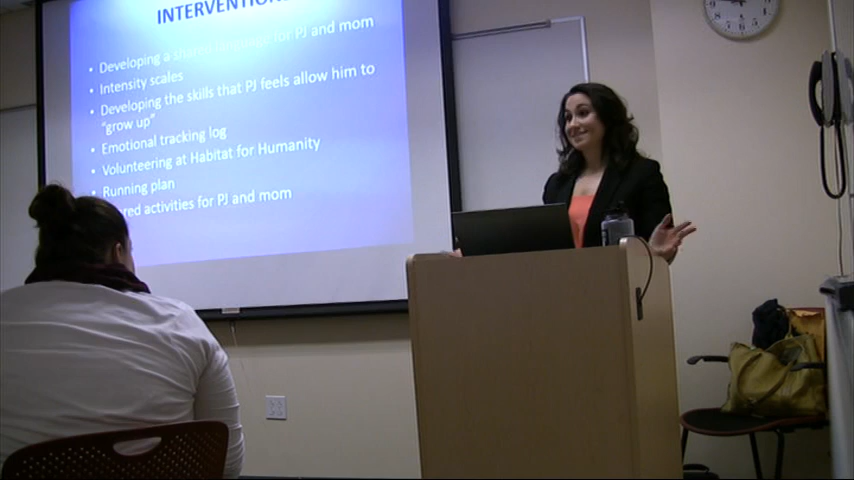 INTERVENTION
• Developing a shared language for PJ and mom
• Intensity scales
• Developing the skills that PJ feels allow him to
"grow up"
• Emotional tracking log
• Volunteering at Habitat for Humanity
• Running plan
and mom
activities for PJ